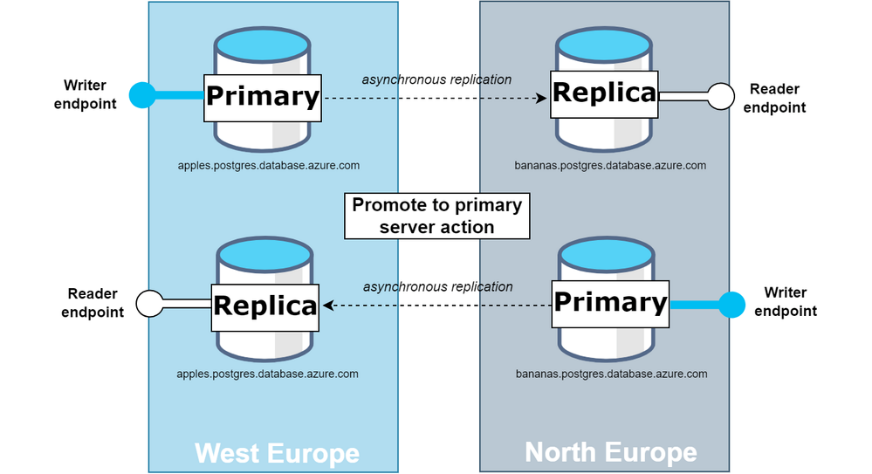 Writer
endpoint
Primary
asynchronous replication
Replica
Reader
endpoint
apples.postgres.database.azure.com
bananas.postgres.database.azure.com
Promote to primary
server action
Reader
endpoint
Replica
asynchronous replication
Primary
Writer
endpoint
apples.postgres.database.azure.com
bananas.postgres.database.azure.com
West Europe
North Europe